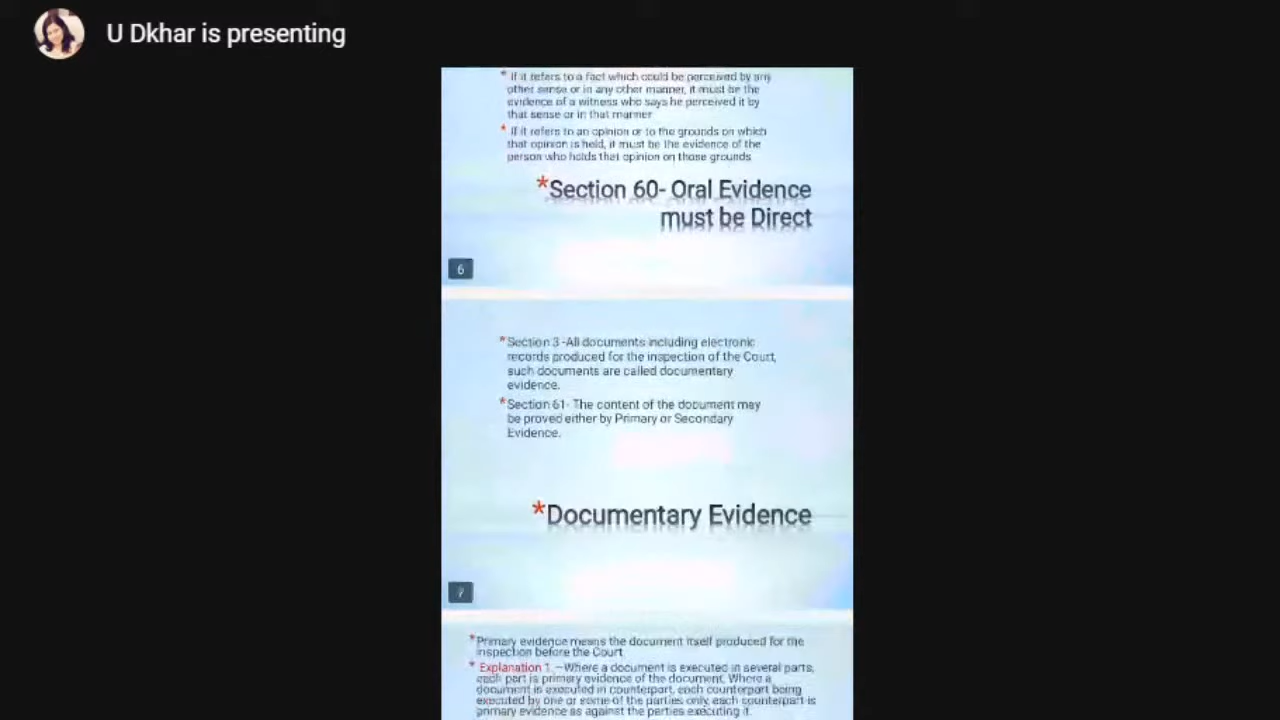 U Dkhar is presenting
* If it refers to a fact which could be perceived by any
other sense or in any other manner, it must be the
evidence of a witness who says he perceived it by
that sense or in that manner
* If it refers to an opinion or to the grounds on which
that opinion is held, it must be the evidence of the
person who holds that opinion on those grounds
*Section 60- Oral Evidence
must be Direct
6
*Section 3 -All documents including electronic
records produced for the inspection of the Court,
such documents are called documentary
evidence.
*Section 61- The content of the document may
be proved either by Primary or Secondary
Evidence.
*Documentary Evidence
7
*Primary evidence means the document itself produced for the
inspection before the Court
* Explanation 1 –Where a document is executed in several parts,
each part is primary evidence of the document. Where a
document is executed in counterpart, each counterpart being
executed by one or some of the parties only, each counterpart is
primary evidence as against the parties executing it.